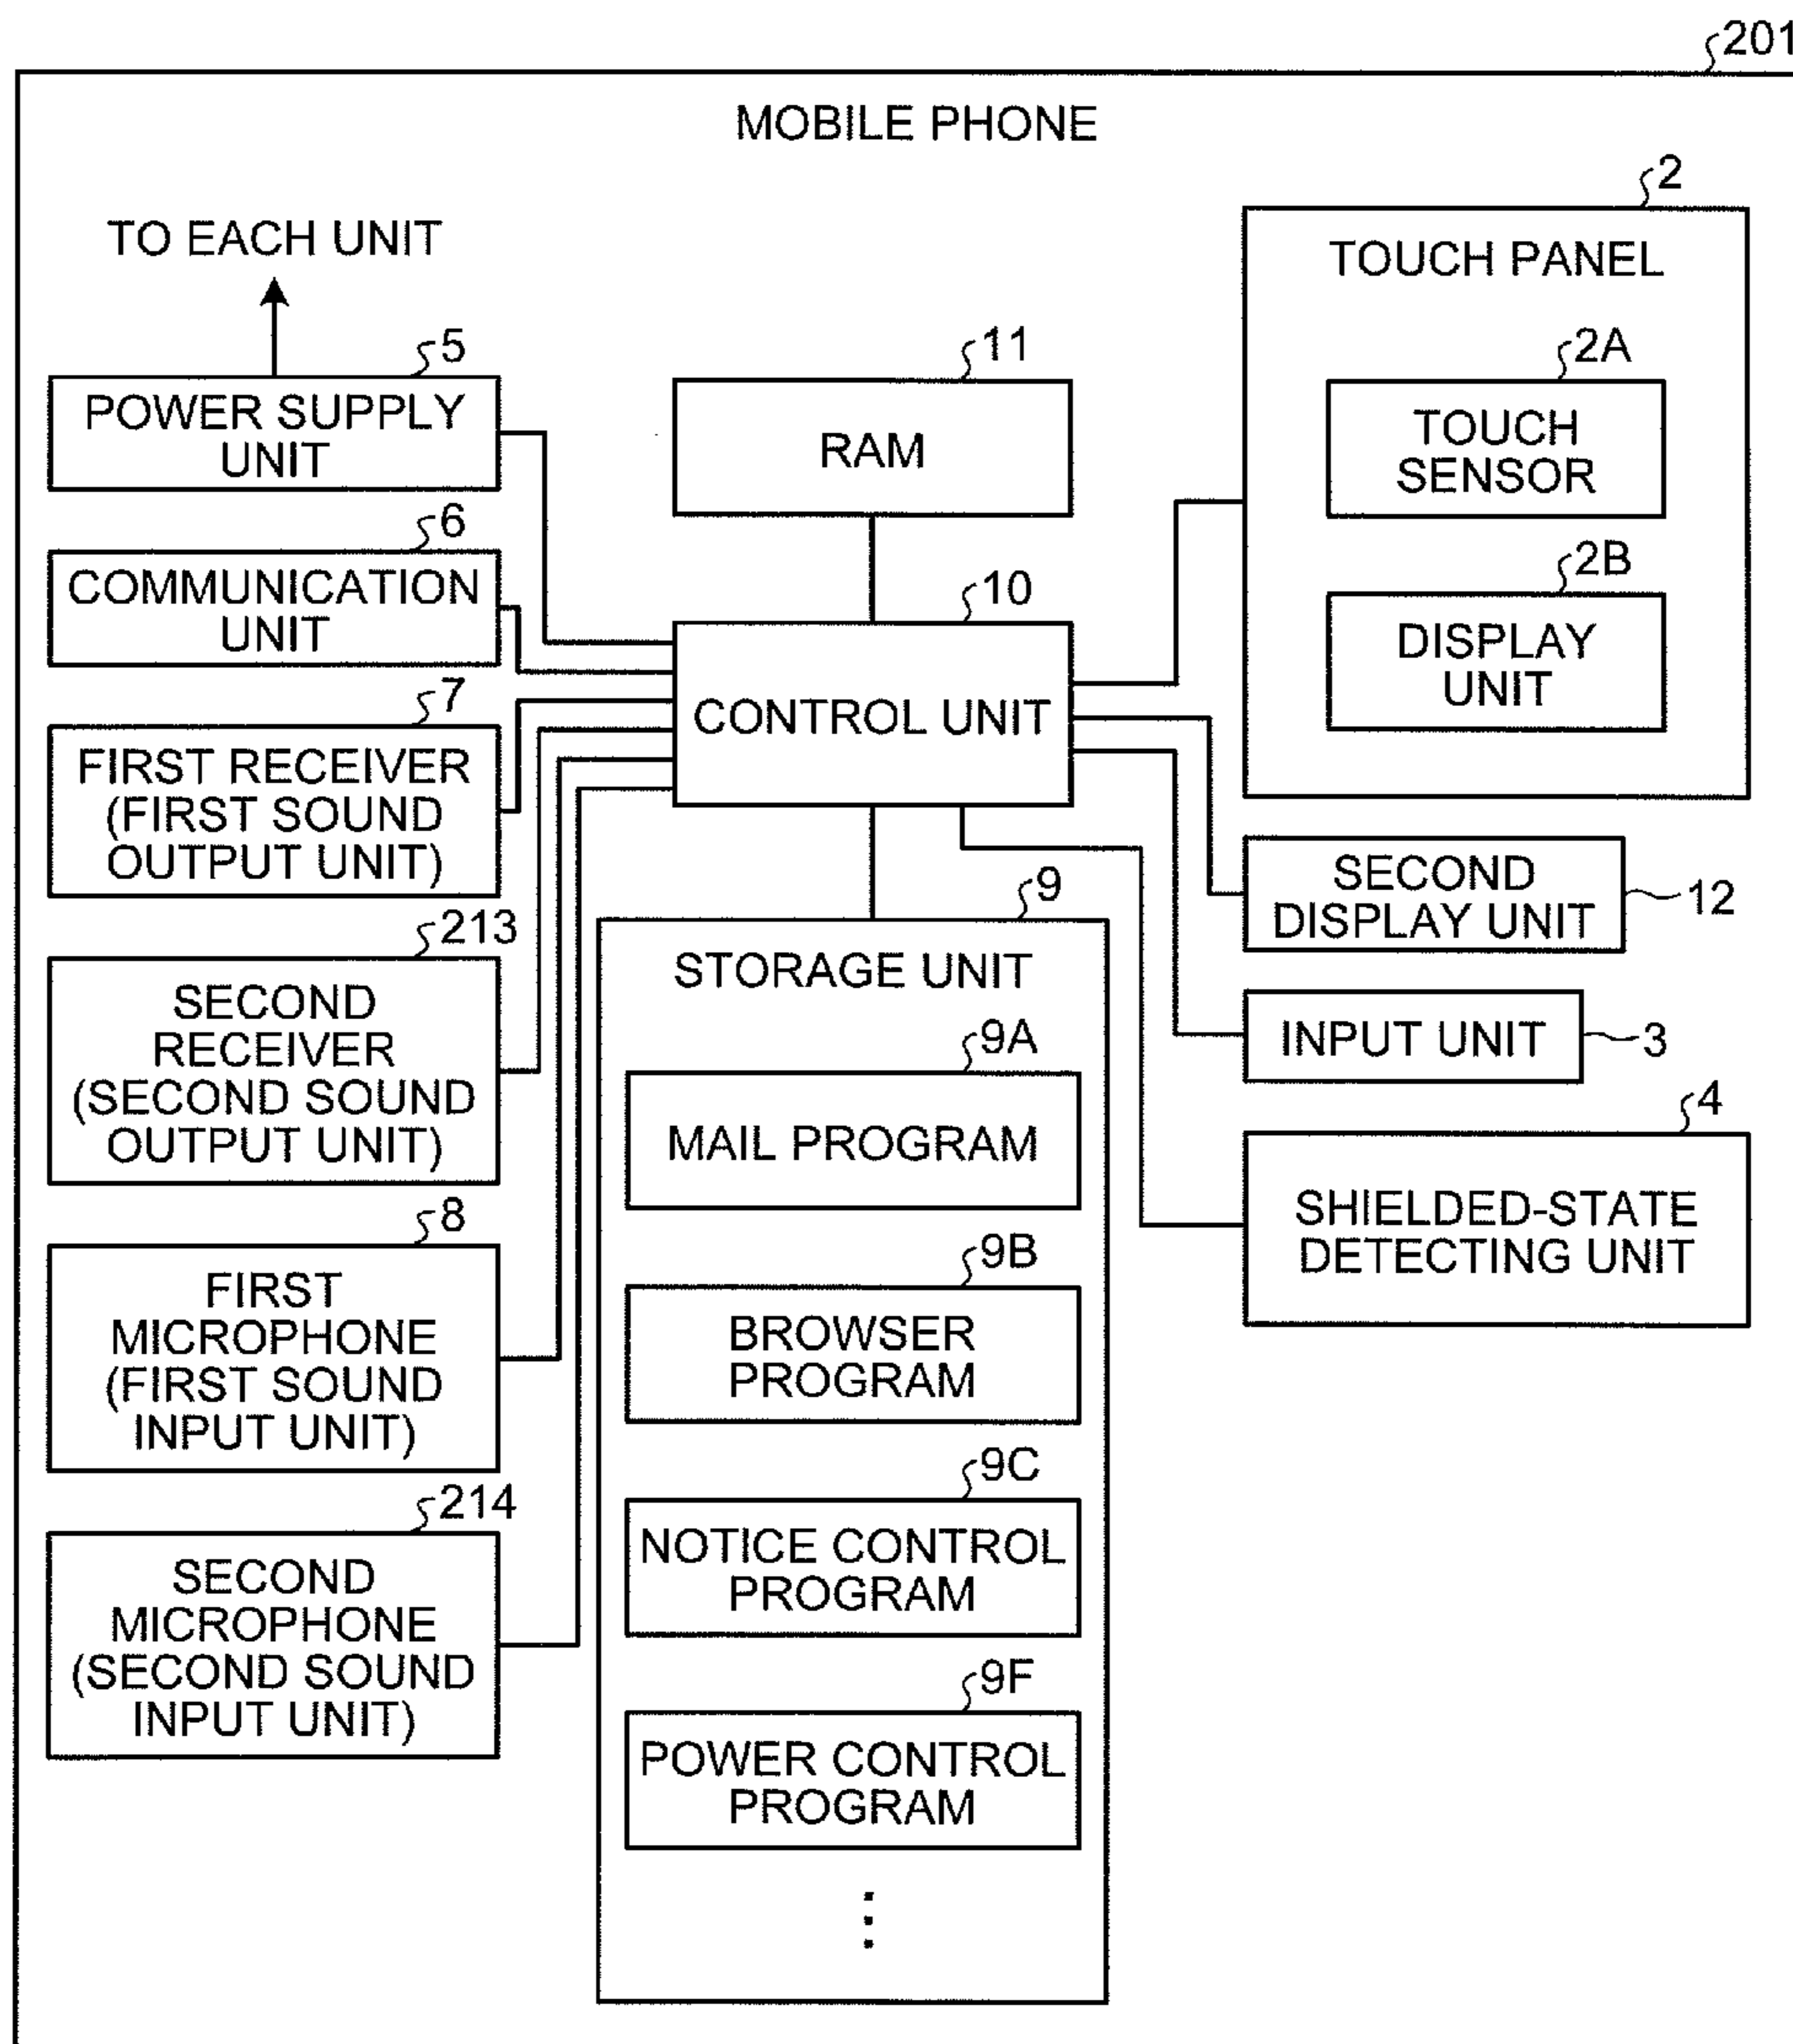 201
MOBILE PHONE
TO EACH UNIT
5
POWER SUPPLY
UNIT
6
COMMUNICATION
UNIT
7
FIRST RECEIVER
(FIRST SOUND
OUTPUT UNIT)
213
SECOND
RECEIVER
(SECOND SOUND
OUTPUT UNIT)
8
FIRST
MICROPHONE
(FIRST SOUND
INPUT UNIT)
214
SECOND
MICROPHONE
(SECOND SOUND
INPUT UNIT)
11
RAM
10
CONTROL UNIT
9
STORAGE UNIT
9A
MAIL PROGRAM
9B
BROWSER
PROGRAM
9C
NOTICE CONTROL
PROGRAM
9F
POWER CONTROL
PROGRAM
2
TOUCH PANEL
2A
TOUCH
SENSOR
2B
DISPLAY
UNIT
SECOND
DISPLAY UNIT
12
INPUT UNIT
3
4
SHIELDED-STATE
DETECTING UNIT